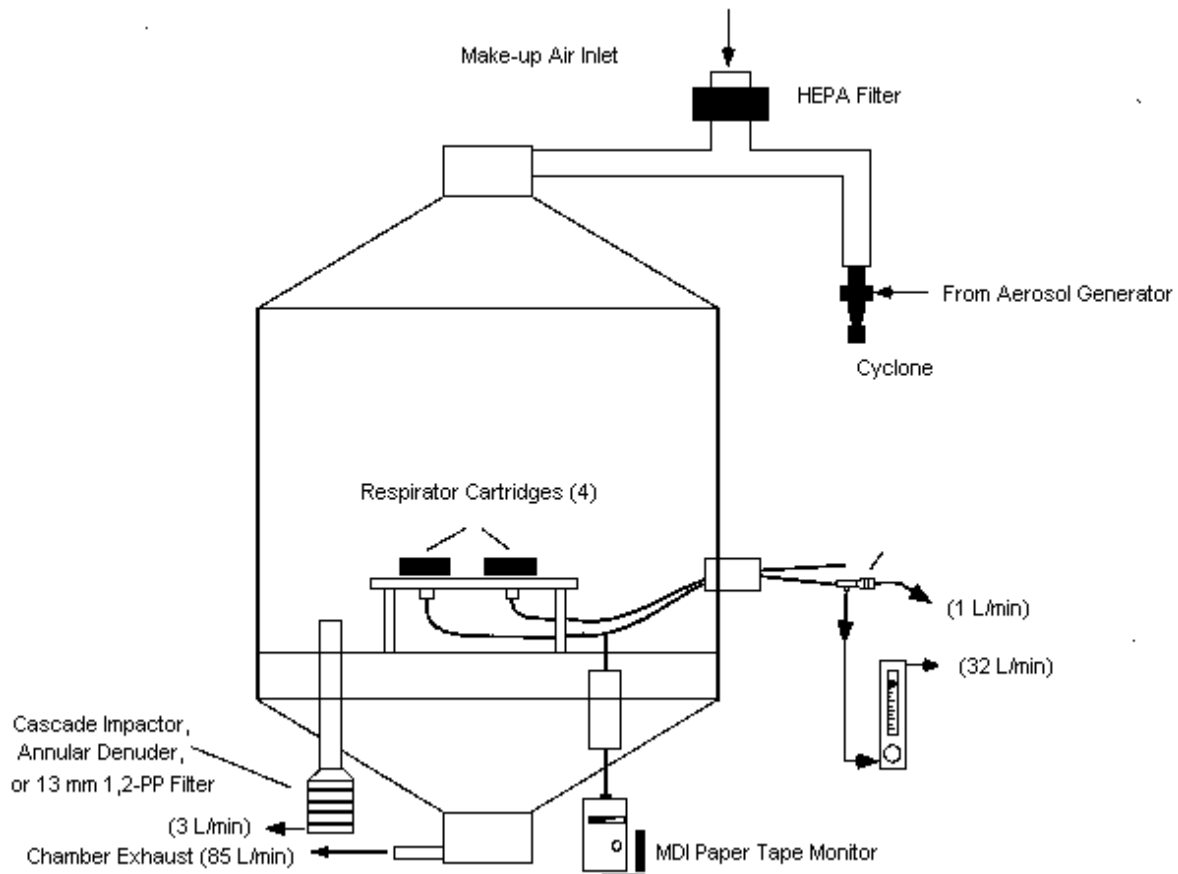 Make-up Air Inlet
HEPA Filter
From Aerosol Generator
Cyclone
Respirator Cartridges (4)
(1 L/min)
(32 L/min)
Cascade Impactor,
Annular Denuder,
or 13 mm 1,2-PP Filter
(3 L/min)
Chamber Exhaust (85 L/min)
MDI Paper Tape Monitor